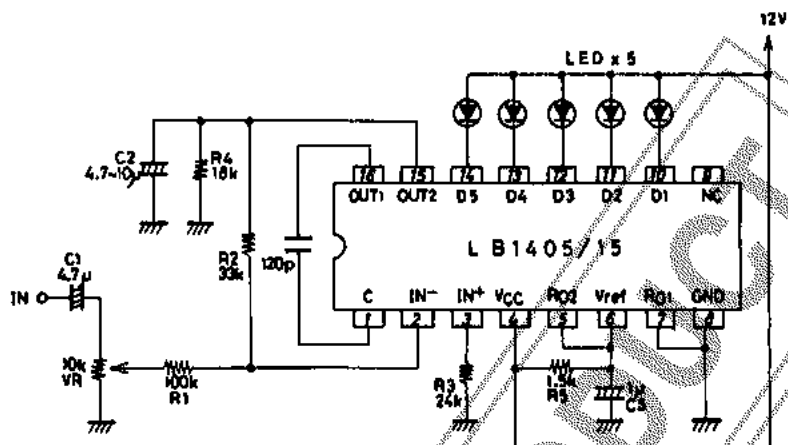 12V
LED x 5
C2
4.7~10μ
R4
18k
16 15 14 13 12 11 10 9
OUT1 OUT2 D5 D4 D3 D2 D1 NC
R2
33k
120p
LB1405/15
C1
4.7μ
IN
C IN- IN+ VCC RO2 Vref RO1 GND
1 2 3 4 5 6 7 8
10k
VR
100k
R1
R3
24k
1.5k
R5
1μ
C3
DUCT